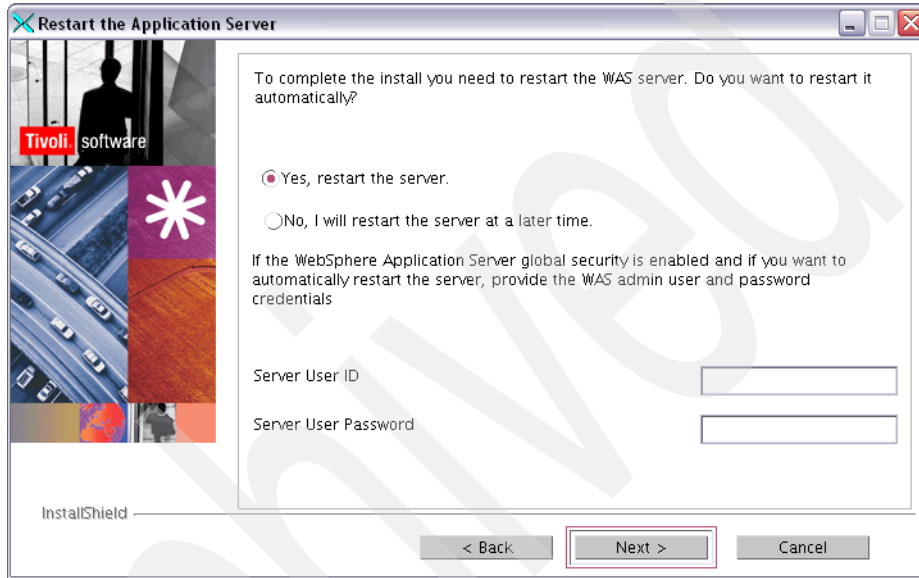 Restart the Application Server
Tivoli. software
To complete the install you need to restart the WAS server. Do you want to restart it
automatically?
Yes, restart the server.
No, I will restart the server at a later time.
If the WebSphere Application Server global security is enabled and if you want to
automatically restart the server, provide the WAS admin user and password
credentials
Server User ID
Server User Password
InstallShield
< Back
Next >
Cancel